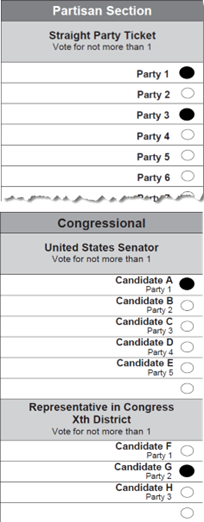 Partisan Section
Straight Party Ticket
Vote for not more than 1
Party 1
Party 2
Party 3
Party 4
Party 5
Party 6
Congressional
United States Senator
Vote for not more than 1
Candidate A
Party 1
Candidate B
Party 2
Candidate C
Party 3
Candidate D
Party 4
Candidate E
Party 5
Representative in Congress
Xth District
Vote for not more than 1
Candidate F
Party 1
Candidate G
Party 2
Candidate H
Party 3